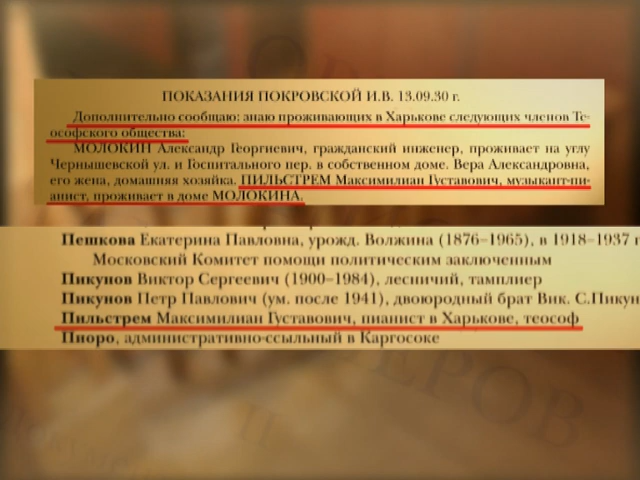 ПОКАЗАНИЯ ПОКРОВСКОЙ И.В. 13.09.30 г.
Дополнительно сообщаю: знаю проживающих в Харькове следующих членов Те-
ософского общества:
МОЛОКИН Александр Георгиевич, гражданский инженер, проживает на углу
Чернышевской ул. и Госпитального пер. в собственном доме. Вера Александровна,
его жена, домашняя хозяйка. ПИЛЬСТРЕМ Максимилиан Густавович, музыкант-пи-
анист, проживает в доме МОЛОКИНА.
Пешкова Екатерина Павловна, урожд. Волжина (1876–1965), в 1918–1937 г
Московский Комитет помощи политическим заключенным
Пикунов Виктор Сергеевич (1900–1984), лесничий, тамплиер
Пикунов Петр Павлович (ум. после 1941), двоюродный брат Вик. С.Пикун
Пильстрем Максимилиан Густавович, пианист в Харькове, теософ
Пиоро, административно-ссыльный в Каргосоке